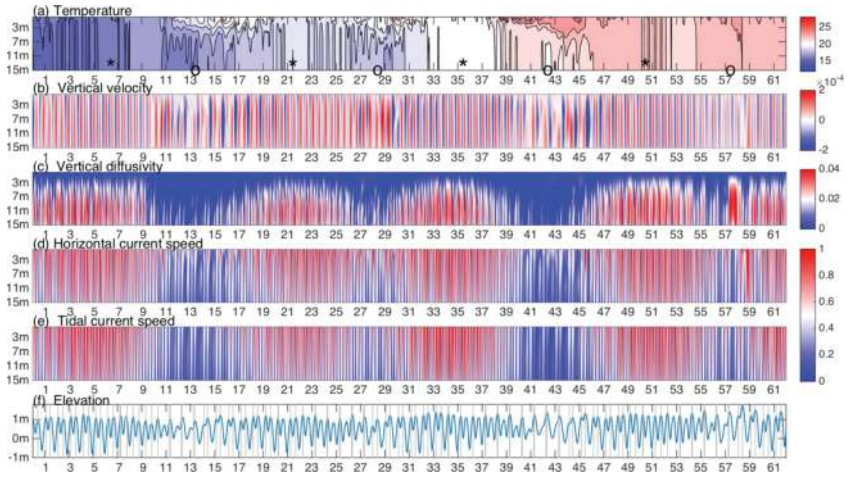 (a) Temperature
3m
7m
11m
15m
* o * o * o * o
1 3 5 7 9 11 13 15 17 19 21 23 25 27 29 31 33 35 37 39 41 43 45 47 49 51 53 55 57 59 61
25
20
15
(b) Vertical velocity
×10⁻⁴
3m
7m
11m
15m
1 3 5 7 9 11 13 15 17 19 21 23 25 27 29 31 33 35 37 39 41 43 45 47 49 51 53 55 57 59 61
2
0
-2
(c) Vertical diffusivity
3m
7m
11m
15m
1 3 5 7 9 11 13 15 17 19 21 23 25 27 29 31 33 35 37 39 41 43 45 47 49 51 53 55 57 59 61
0.04
0.02
0
(d) Horizontal current speed
3m
7m
11m
15m
1 3 5 7 9 11 13 15 17 19 21 23 25 27 29 31 33 35 37 39 41 43 45 47 49 51 53 55 57 59 61
(e) Tidal current speed
3m
7m
11m
15m
1 3 5 7 9 11 13 15 17 19 21 23 25 27 29 31 33 35 37 39 41 43 45 47 49 51 53 55 57 59 61
1
0.8
0.6
0.4
0.2
0
(f) Elevation
1m
0m
-1m
1 3 5 7 9 11 13 15 17 19 21 23 25 27 29 31 33 35 37 39 41 43 45 47 49 51 53 55 57 59 61